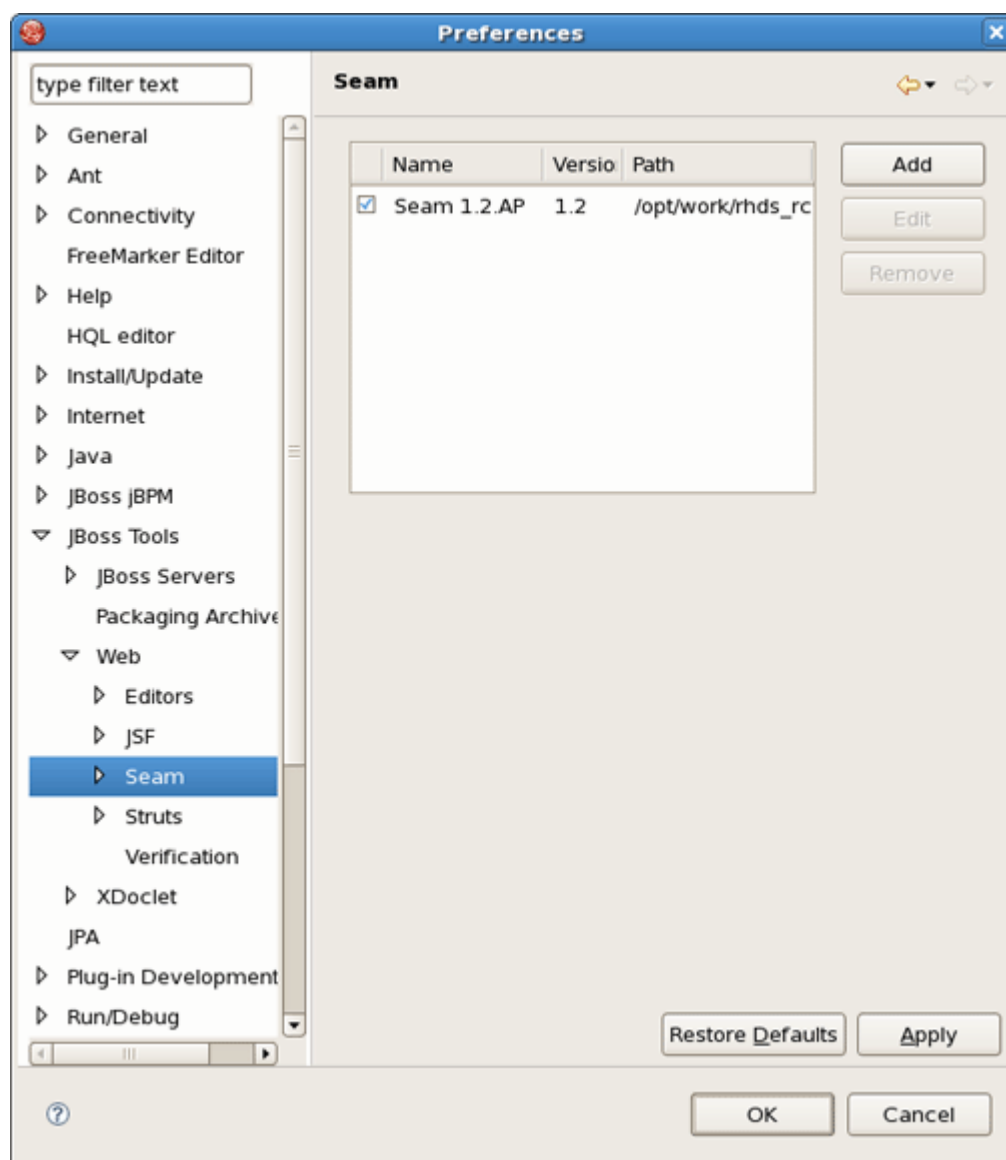 Preferences
type filter text
Seam
General
Ant
Connectivity
FreeMarker Editor
Help
HQL editor
Install/Update
Internet
Java
JBoss jBPM
JBoss Tools
JBoss Servers
Packaging Archive
Web
Editors
JSF
Seam
Struts
Verification
XDoclet
JPA
Plug-in Development
Run/Debug
Name Versio Path
Seam 1.2.AP 1.2 /opt/work/rhds_rc
Add
Edit
Remove
Restore Defaults Apply
OK Cancel